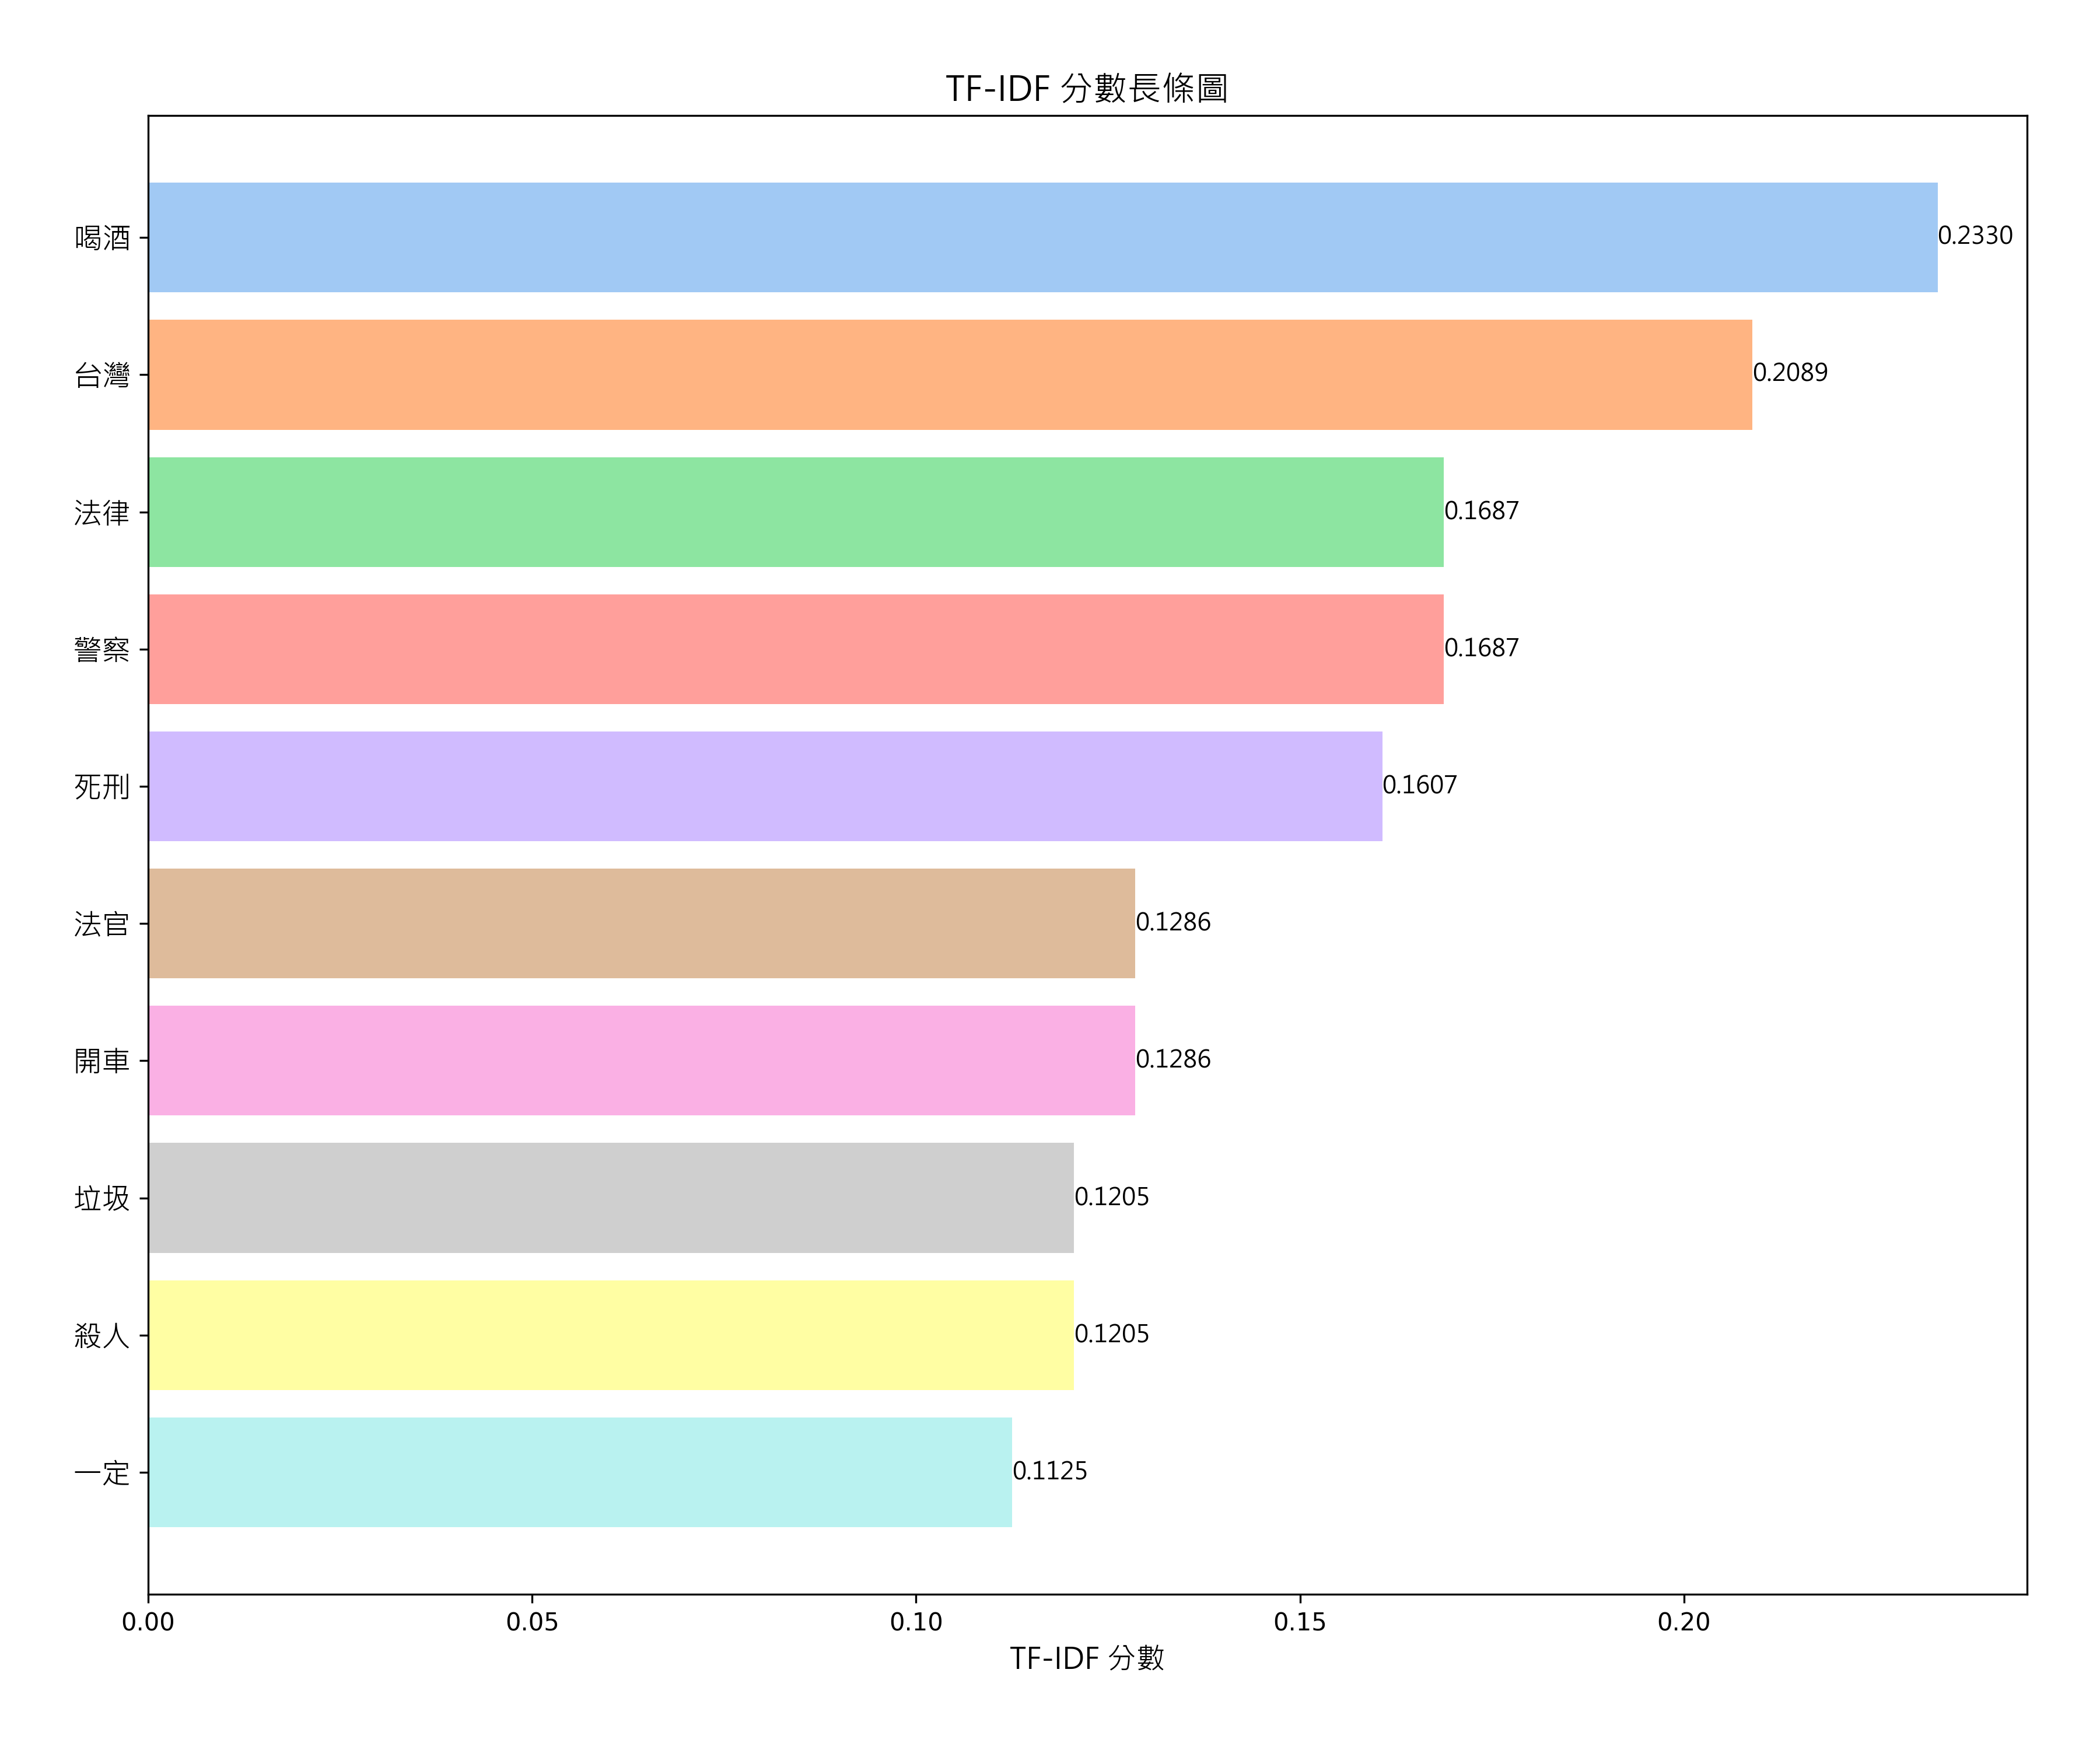 TF-IDF 分數長條圖
喝酒 0.2330
台灣 0.2089
法律 0.1687
警察 0.1687
死刑 0.1607
法官 0.1286
開車 0.1286
垃圾 0.1205
殺人 0.1205
一定 0.1125
0.00 0.05 0.10 0.15 0.20
TF-IDF 分數